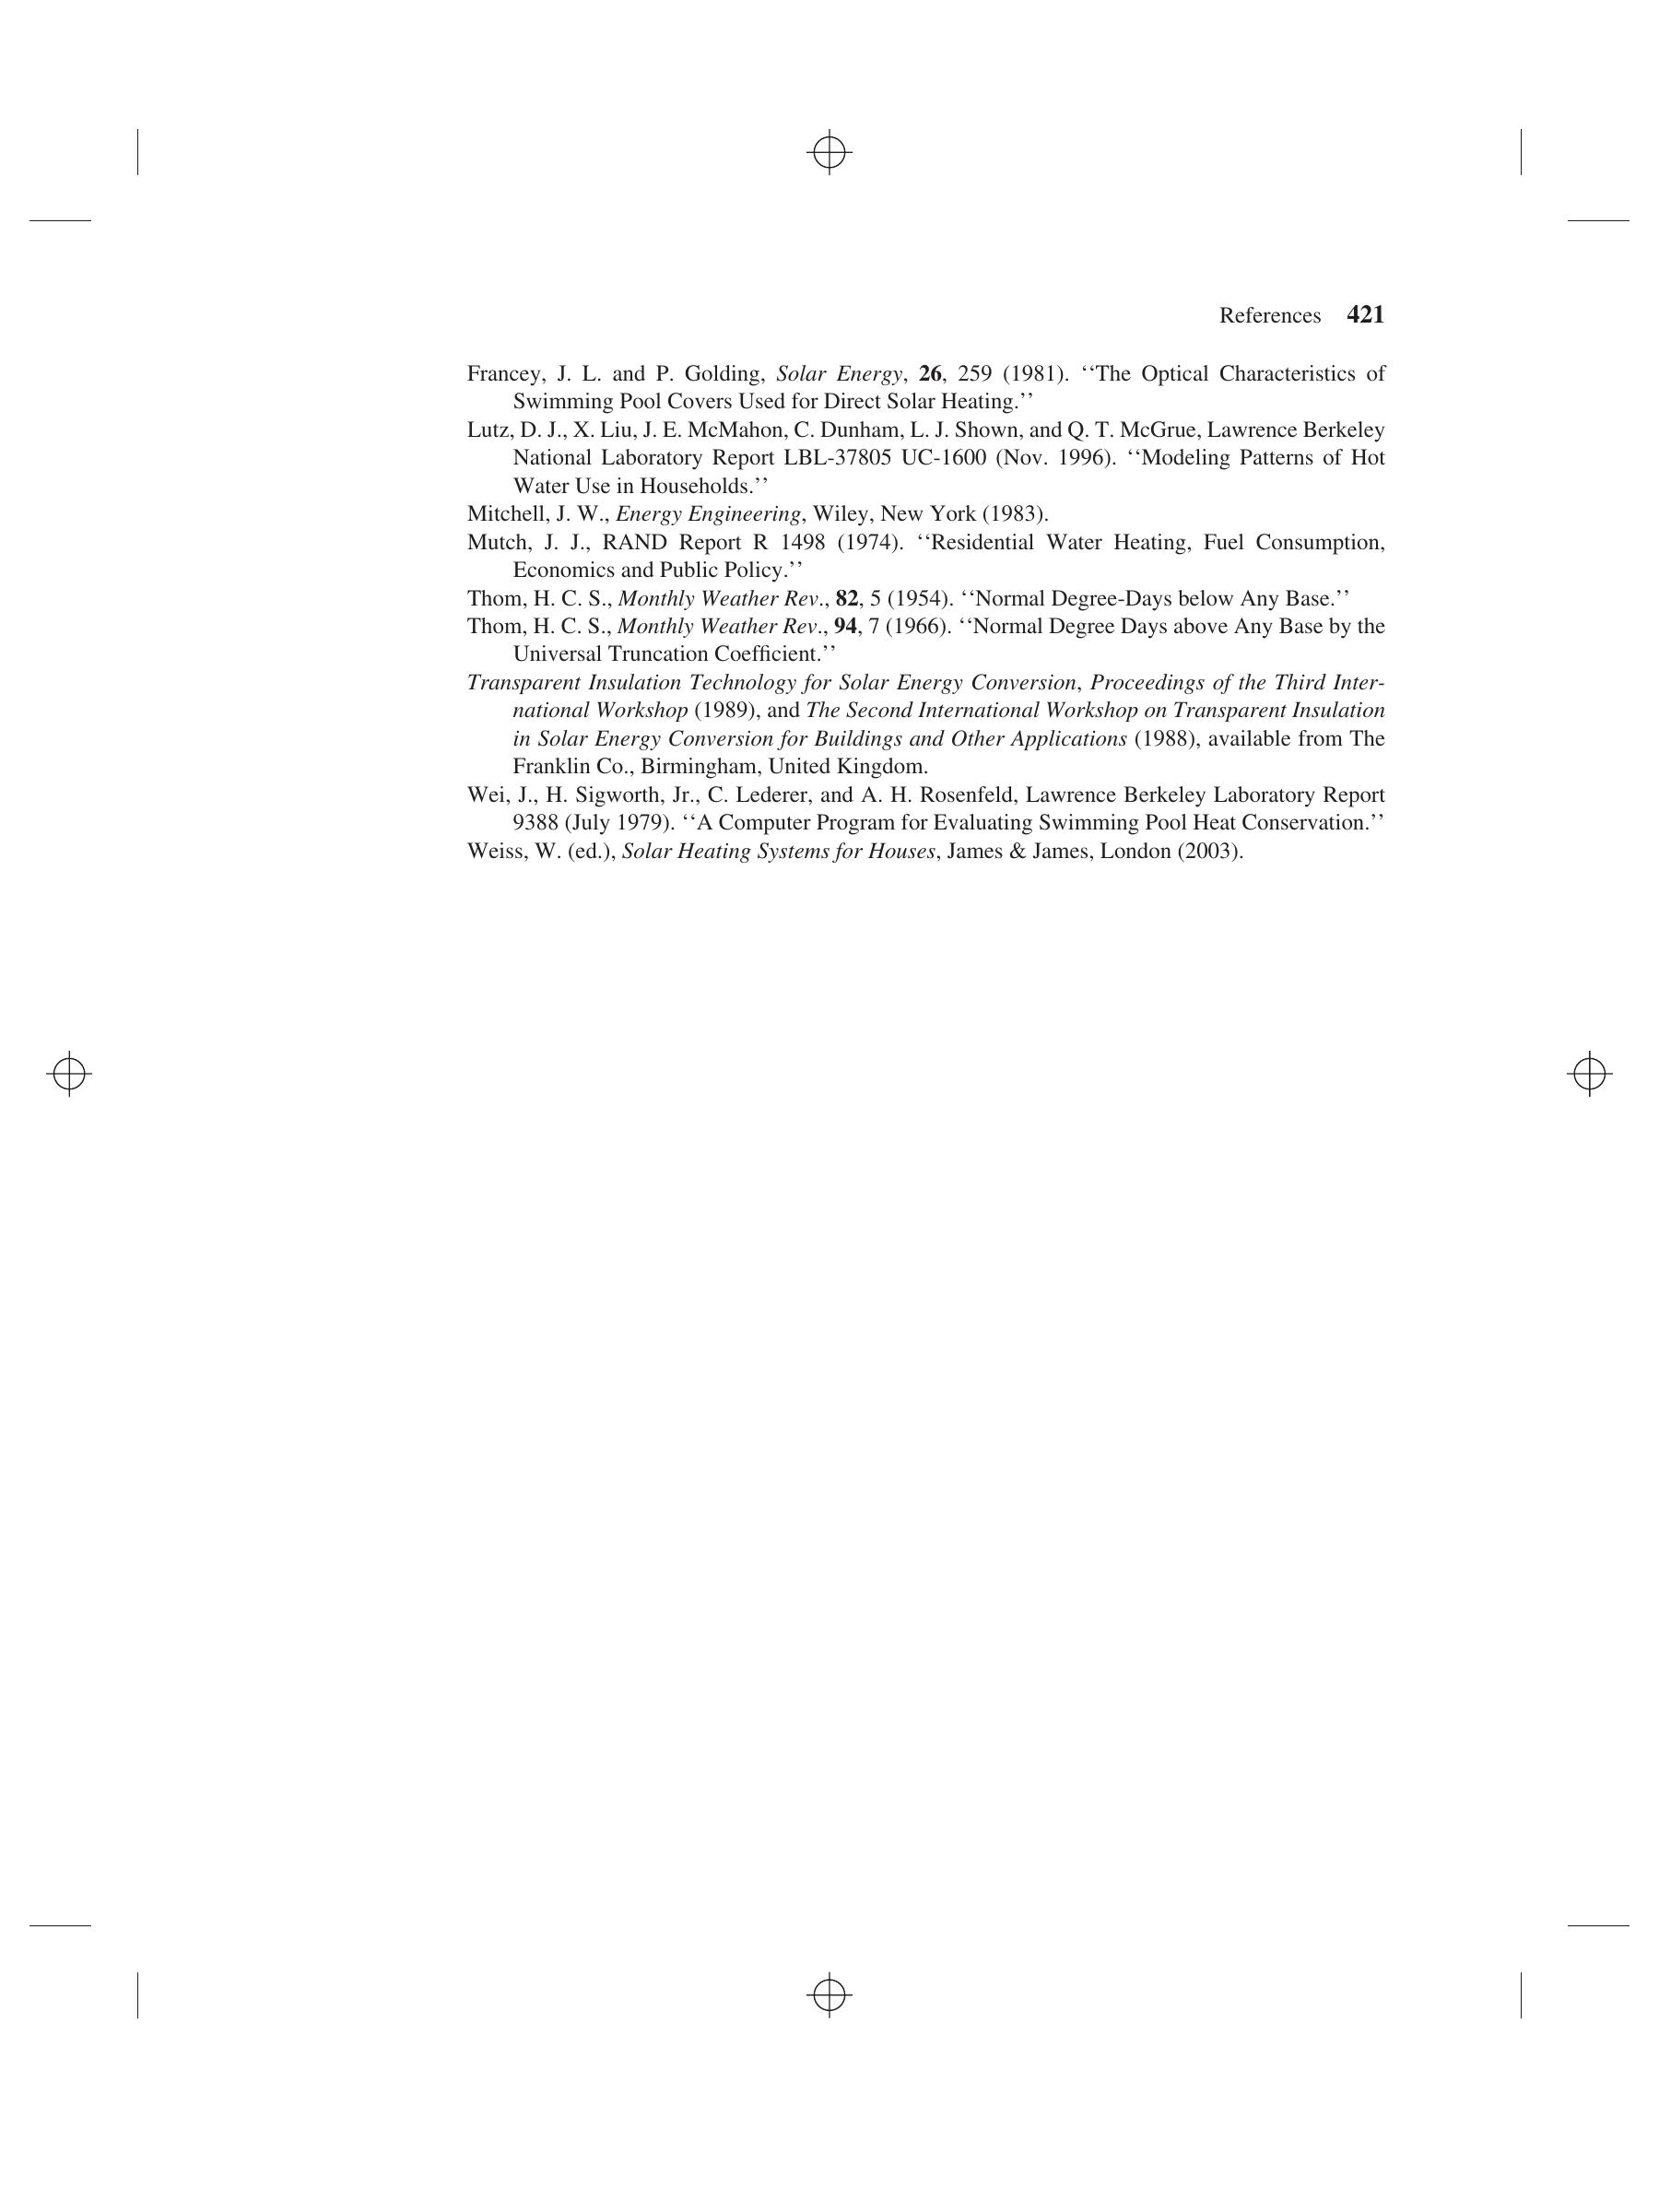 References 421
Francey, J. L. and P. Golding, Solar Energy, 26, 259 (1981). ‘‘The Optical Characteristics of
Swimming Pool Covers Used for Direct Solar Heating.’’
Lutz, D. J., X. Liu, J. E. McMahon, C. Dunham, L. J. Shown, and Q. T. McGrue, Lawrence Berkeley
National Laboratory Report LBL-37805 UC-1600 (Nov. 1996). ‘‘Modeling Patterns of Hot
Water Use in Households.’’
Mitchell, J. W., Energy Engineering, Wiley, New York (1983).
Mutch, J. J., RAND Report R 1498 (1974). ‘‘Residential Water Heating, Fuel Consumption,
Economics and Public Policy.’’
Thom, H. C. S., Monthly Weather Rev., 82, 5 (1954). ‘‘Normal Degree-Days below Any Base.’’
Thom, H. C. S., Monthly Weather Rev., 94, 7 (1966). ‘‘Normal Degree Days above Any Base by the
Universal Truncation Coefficient.’’
Transparent Insulation Technology for Solar Energy Conversion, Proceedings of the Third Inter-
national Workshop (1989), and The Second International Workshop on Transparent Insulation
in Solar Energy Conversion for Buildings and Other Applications (1988), available from The
Franklin Co., Birmingham, United Kingdom.
Wei, J., H. Sigworth, Jr., C. Lederer, and A. H. Rosenfeld, Lawrence Berkeley Laboratory Report
9388 (July 1979). ‘‘A Computer Program for Evaluating Swimming Pool Heat Conservation.’’
Weiss, W. (ed.), Solar Heating Systems for Houses, James & James, London (2003).